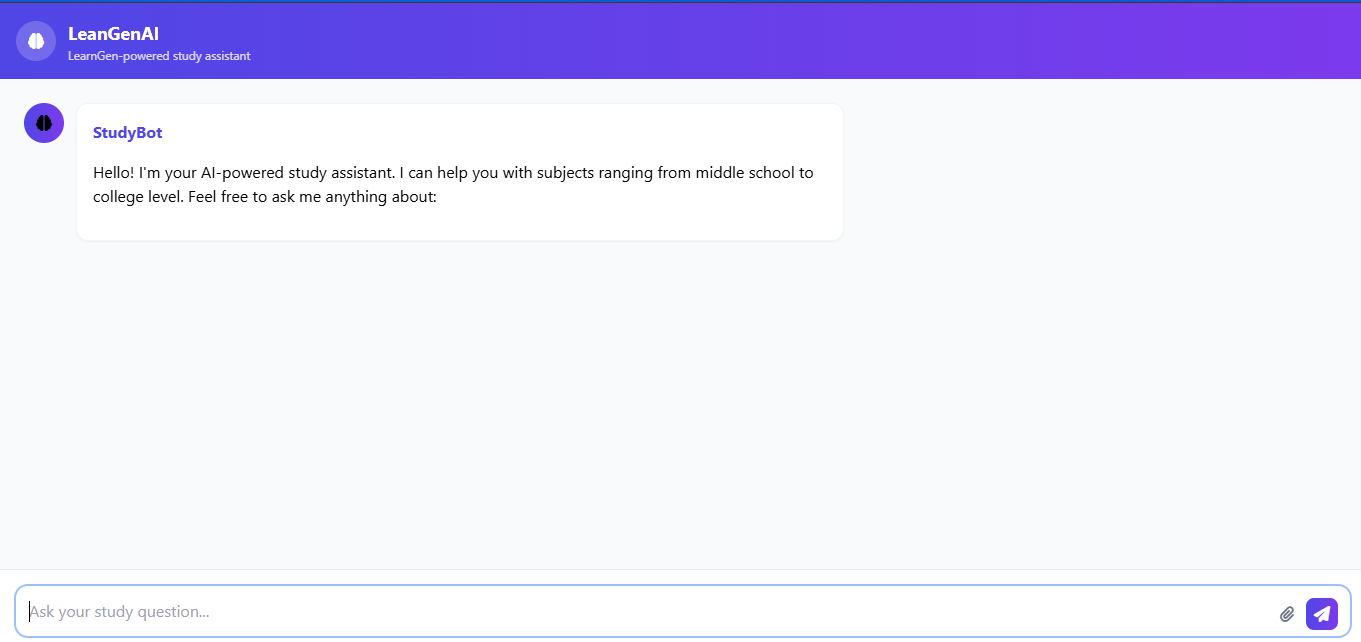 LeanGenAI
LearnGen-powered study assistant
StudyBot
Hello! I'm your AI-powered study assistant. I can help you with subjects ranging from middle school to
college level. Feel free to ask me anything about:
Ask your study question...